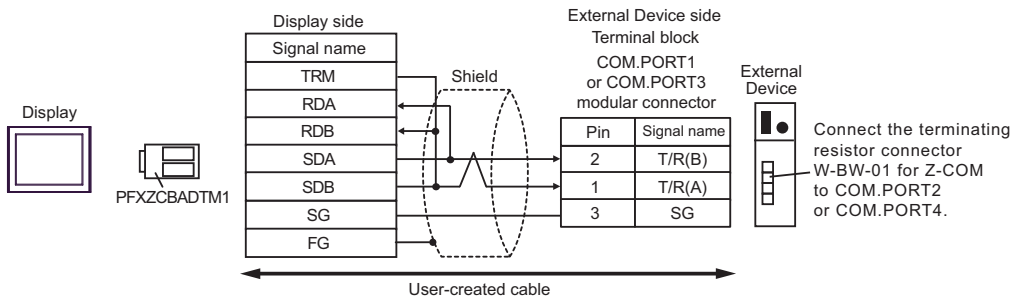 Display
PFXZCBADTM1
Display side
Signal name
TRM
RDA
RDB
SDA
SDB
SG
FG
Shield
External Device side
Terminal block
COM.PORT1
or COM.PORT3
modular connector
Pin Signal name
2 T/R(B)
1 T/R(A)
3 SG
External
Device
Connect the terminating
resistor connector
W-BW-01 for Z-COM
to COM.PORT2
or COM.PORT4.
User-created cable